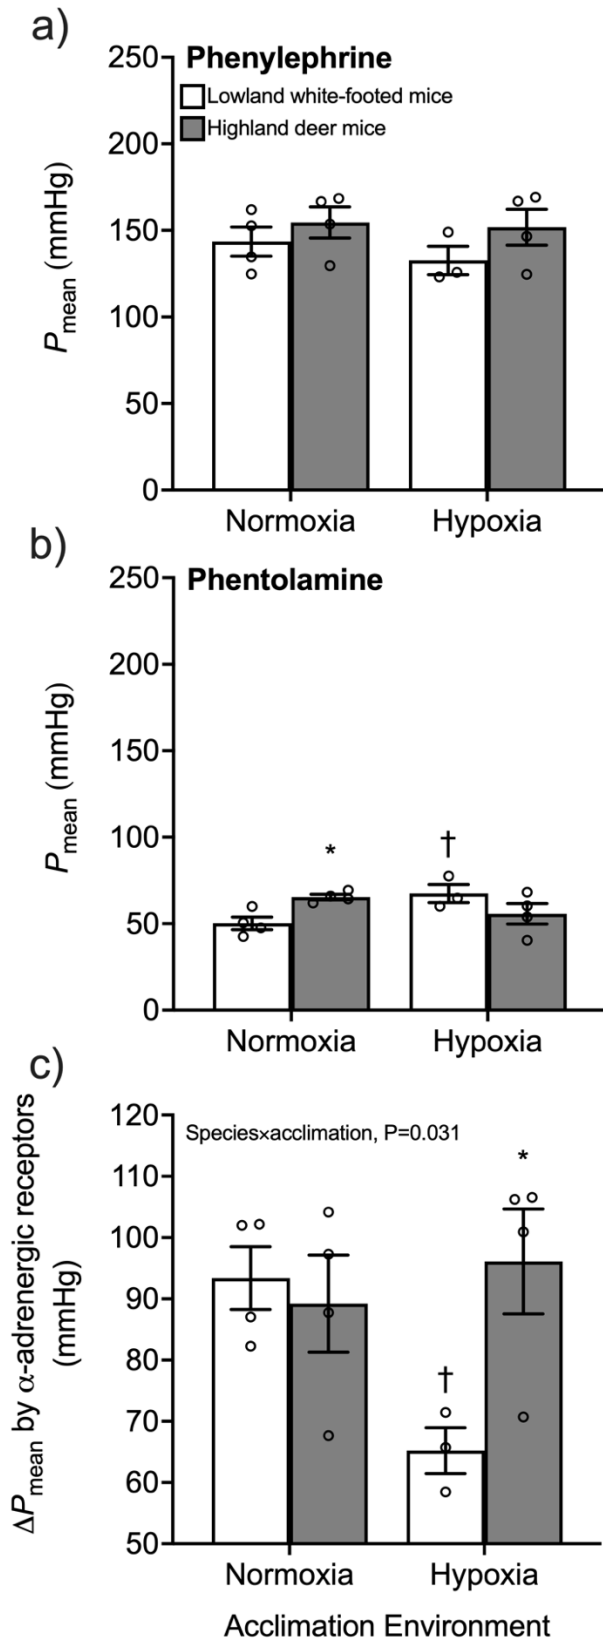 a)
Phenylephrine
Lowland white-footed mice
Highland deer mice
250
200
150
100
50
0
Pmean (mmHg)
Normoxia
Hypoxia
b)
Phentolamine
250
200
150
100
50
0
Pmean (mmHg)
*
†
Normoxia
Hypoxia
c)
Species×acclimation, P=0.031
120
110
100
90
80
70
60
50
ΔPmean by α-adrenergic receptors
(mmHg)
*
†
Normoxia
Hypoxia
Acclimation Environment